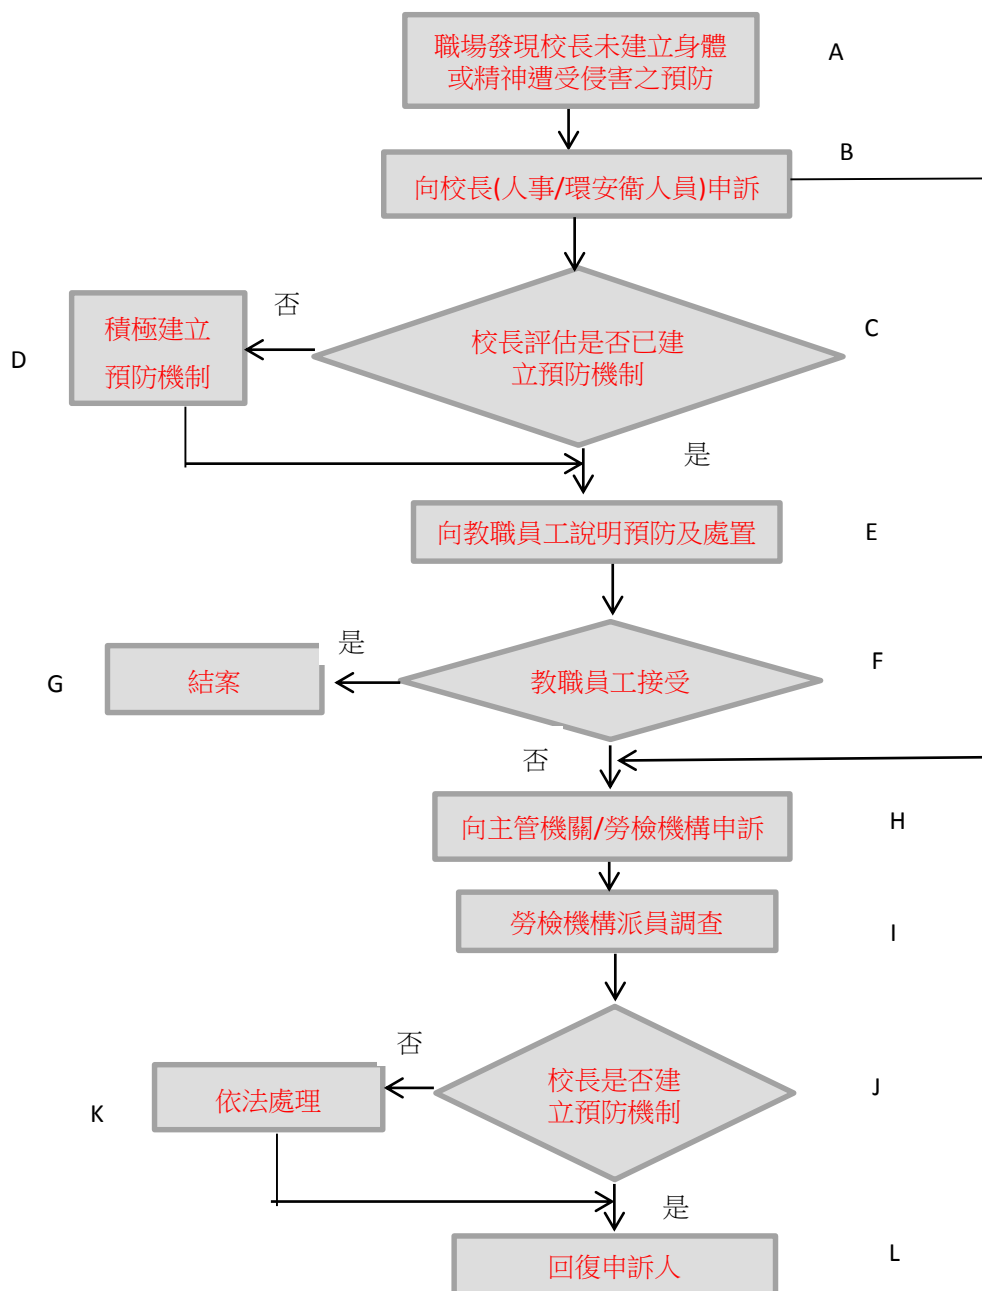 職場發現校長未建立身體
或精神遭受侵害之預防
A
B
向校長(人事/環安衛人員)申訴
否
積極建立
預防機制
D
校長評估是否已建
立預防機制
C
是
向教職員工說明預防及處置
E
是
G
結案
教職員工接受
F
否
向主管機關/勞檢機構申訴
H
勞檢機構派員調查
I
否
K
依法處理
校長是否建
立預防機制
J
是
回復申訴人
L